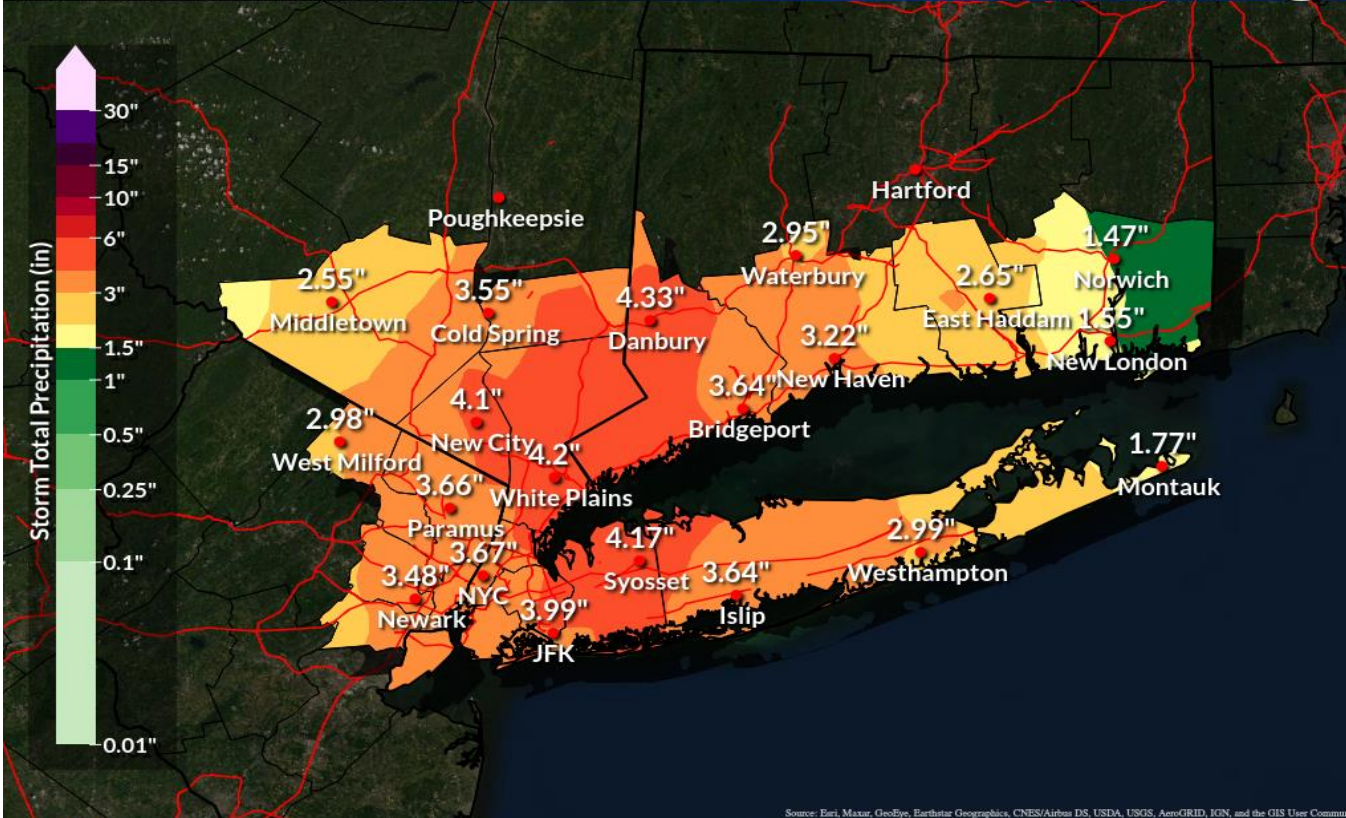 Storm Total Precipitation (in)
30"
15"
10"
6"
3"
1.5"
1"
0.5"
0.25"
0.1"
0.01"
Poughkeepsie
Hartford
2.55"
Middletown
3.55"
Cold Spring
4.33"
Danbury
2.95"
Waterbury
2.65"
East Haddam
1.47"
Norwich
1.55"
New London
3.22"
New Haven
3.64"
Bridgeport
2.98"
West Milford
4.1"
New City
4.2"
White Plains
3.66"
Paramus
3.67"
NYC
3.48"
Newark
3.99"
JFK
4.17"
Syosset
3.64"
Islip
2.99"
Westhampton
1.77"
Montauk
Source: Esri, Maxar, GeoEye, Earthstar Geographics, CNES/Airbus DS, USDA, USGS, AeroGRID, IGN, and the GIS User Commu